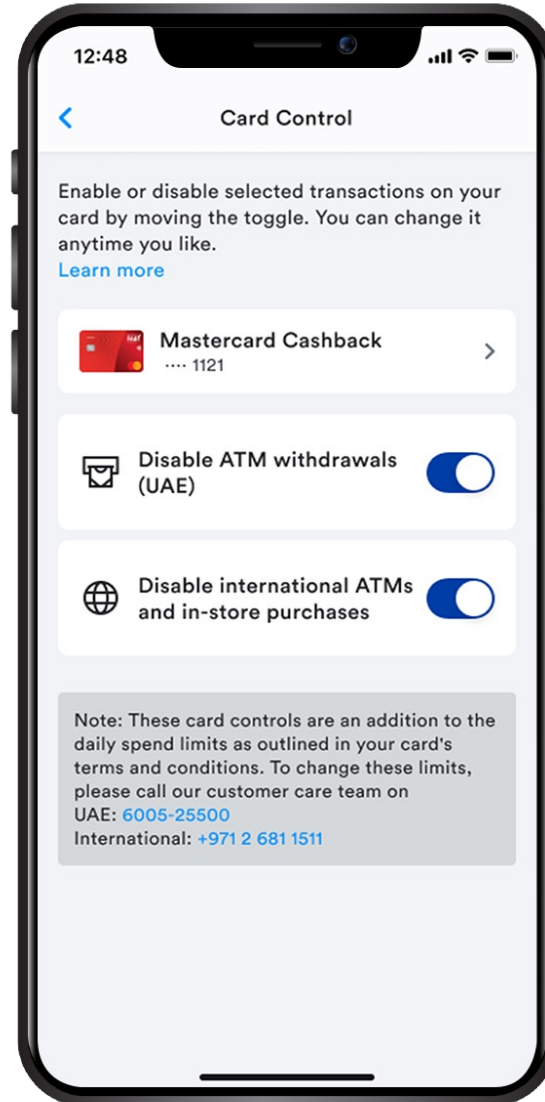 12:48
Card Control
Enable or disable selected transactions on your
card by moving the toggle. You can change it
anytime you like.
Learn more
Mastercard Cashback
···· 1121
Disable ATM withdrawals
(UAE)
Disable international ATMs
and in-store purchases
Note: These card controls are an addition to the
daily spend limits as outlined in your card's
terms and conditions. To change these limits,
please call our customer care team on
UAE: 6005-25500
International: +971 2 681 1511